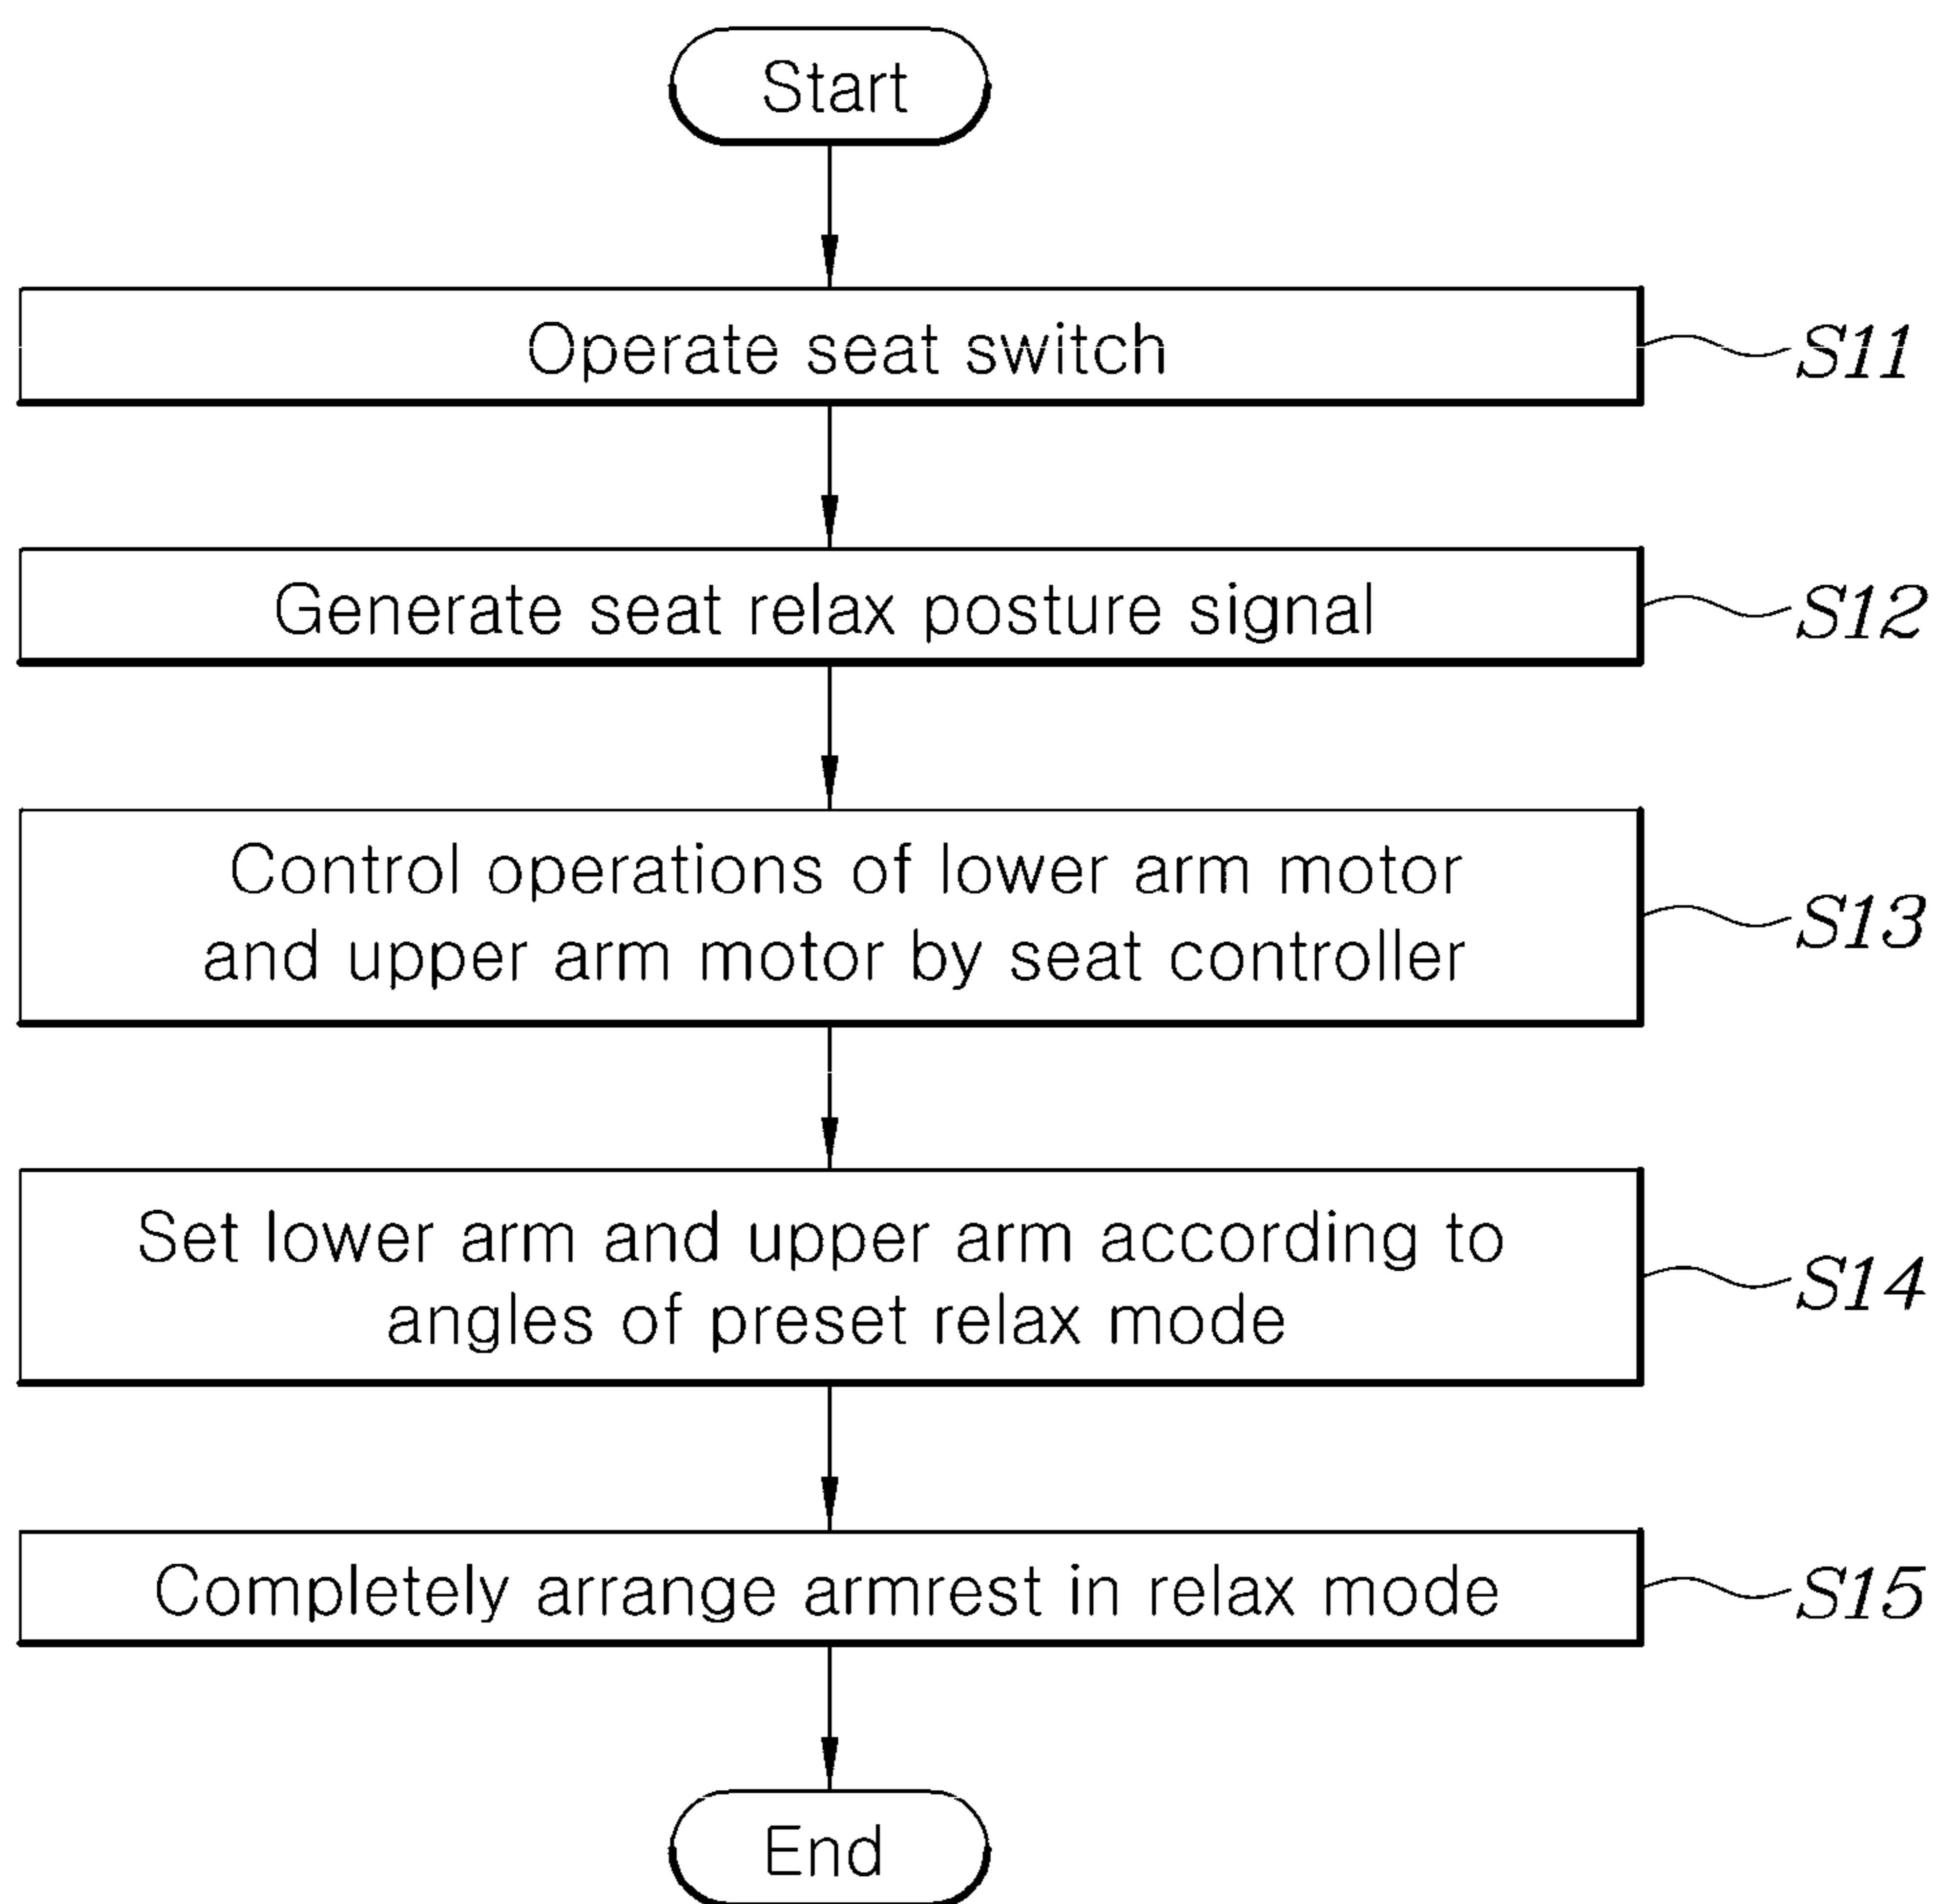 Start
Operate seat switch
S11
Generate seat relax posture signal
S12
Control operations of lower arm motor
and upper arm motor by seat controller
S13
Set lower arm and upper arm according to
angles of preset relax mode
S14
Completely arrange armrest in relax mode
S15
End